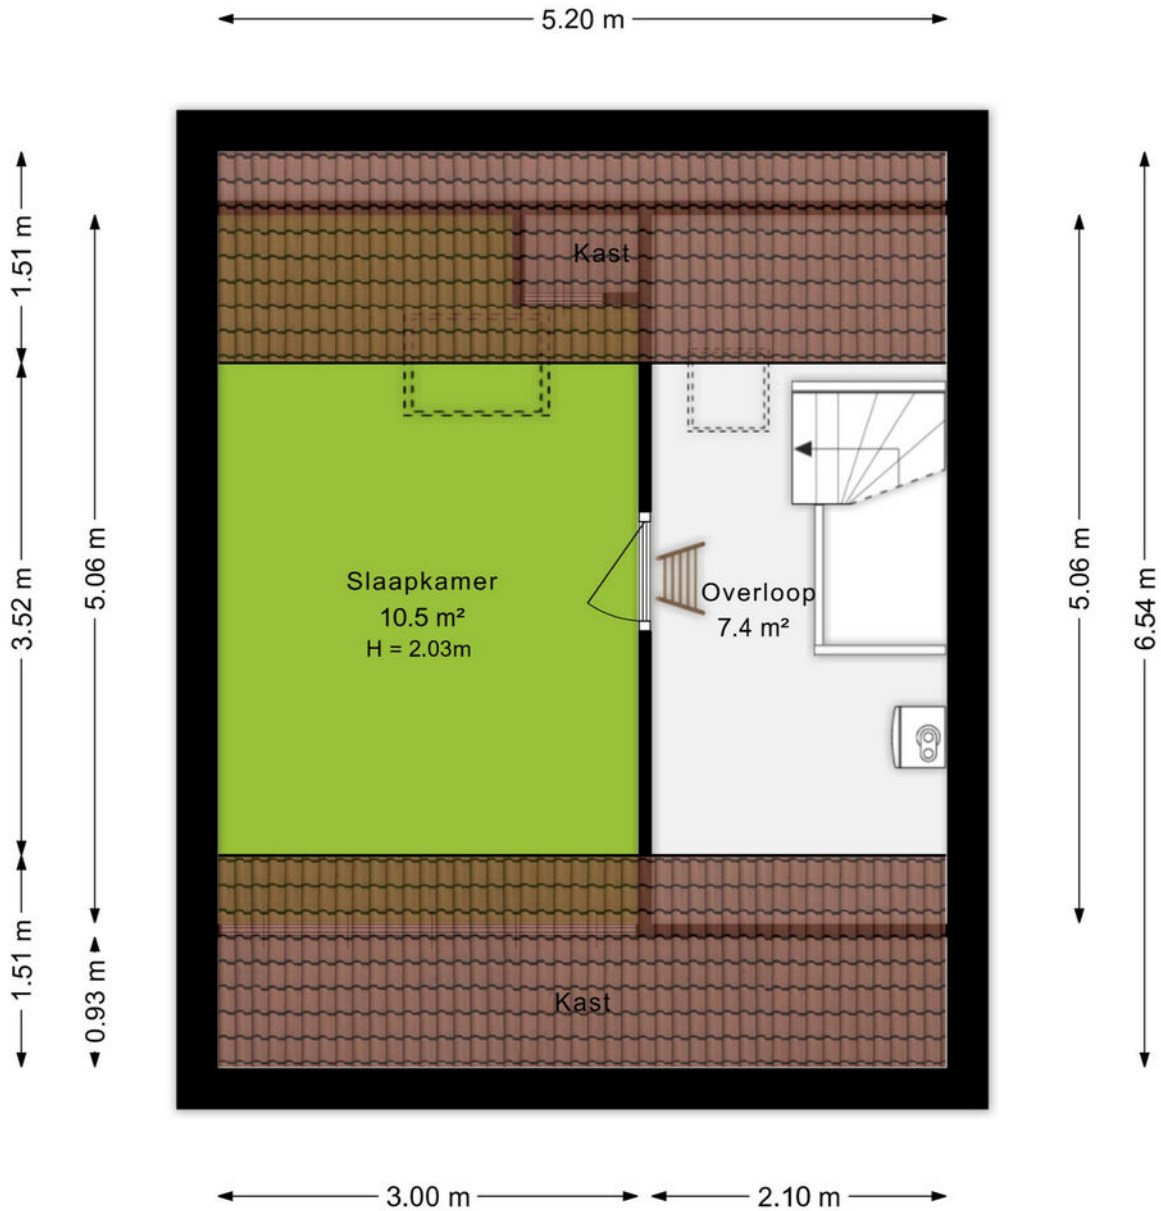 5.20 m
1.51 m
Kast
3.52 m
5.06 m
Slaapkamer
10.5 m²
H = 2.03m
Overloop
7.4 m²
5.06 m
6.54 m
1.51 m
0.93 m
Kast
3.00 m
2.10 m